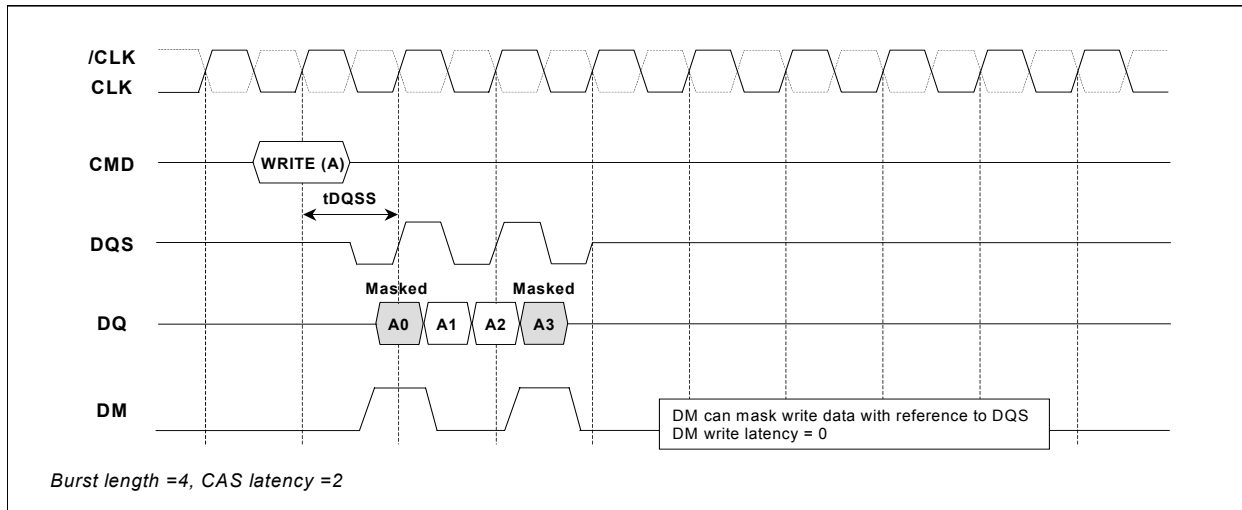 /CLK
CLK
CMD
WRITE (A)
tDQSS
DQS
Masked Masked
DQ
A0 A1 A2 A3
DM
DM can mask write data with reference to DQS
DM write latency = 0
Burst length =4, CAS latency =2